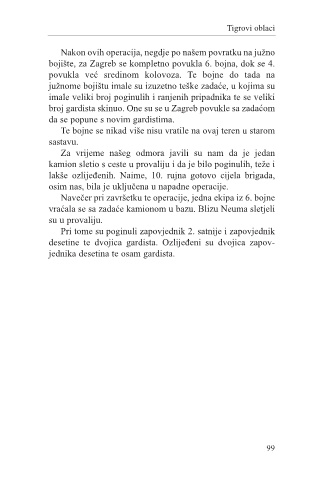 Tigrovi oblaci
Nakon ovih operacija, negdje po našem povratku na južno
bojište, za Zagreb se kompletno povukla 6. bojna, dok se 4.
povukla već sredinom kolovoza. Te bojne do tada na
južnome bojištu imale su izuzetno teške zadaće, u kojima su
imale veliki broj poginulih i ranjenih pripadnika te se veliki
broj gardista skinuo. One su se u Zagreb povukle sa zadaćom
da se popune s novim gardistima.
Te bojne se nikad više nisu vratile na ovaj teren u starom
sastavu.
Za vrijeme našeg odmora javili su nam da je jedan
kamion sletio s ceste u provaliju i da je bilo poginulih, teže i
lakše ozlijeđenih. Naime, 10. rujna gotovo cijela brigada,
osim nas, bila je uključena u napadne operacije.
Navečer pri završetku te operacije, jedna ekipa iz 6. bojne
vraćala se sa zadaće kamionom u bazu. Blizu Neuma sletjeli
su u provaliju.
Pri tome su poginuli zapovjednik 2. satnije i zapovjednik
desetine te dvojica gardista. Ozlijeđeni su dvojica zapov-
jednika desetina te osam gardista.
99